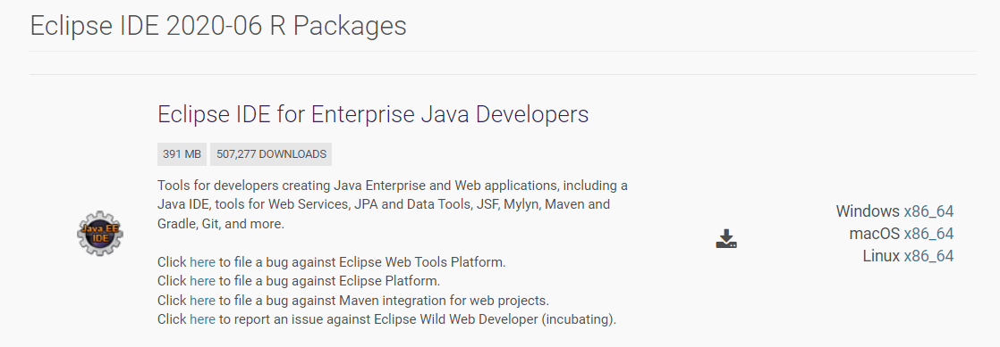 Eclipse IDE 2020-06 R Packages
Eclipse IDE for Enterprise Java Developers
391 MB 507,277 DOWNLOADS
Tools for developers creating Java Enterprise and Web applications, including a
Java IDE, tools for Web Services, JPA and Data Tools, JSF, Mylyn, Maven and
Gradle, Git, and more.
Click here to file a bug against Eclipse Web Tools Platform.
Click here to file a bug against Eclipse Platform.
Click here to file a bug against Maven integration for web projects.
Click here to report an issue against Eclipse Wild Web Developer (incubating).
Java EE
IDE
Windows x86_64
macOS x86_64
Linux x86_64